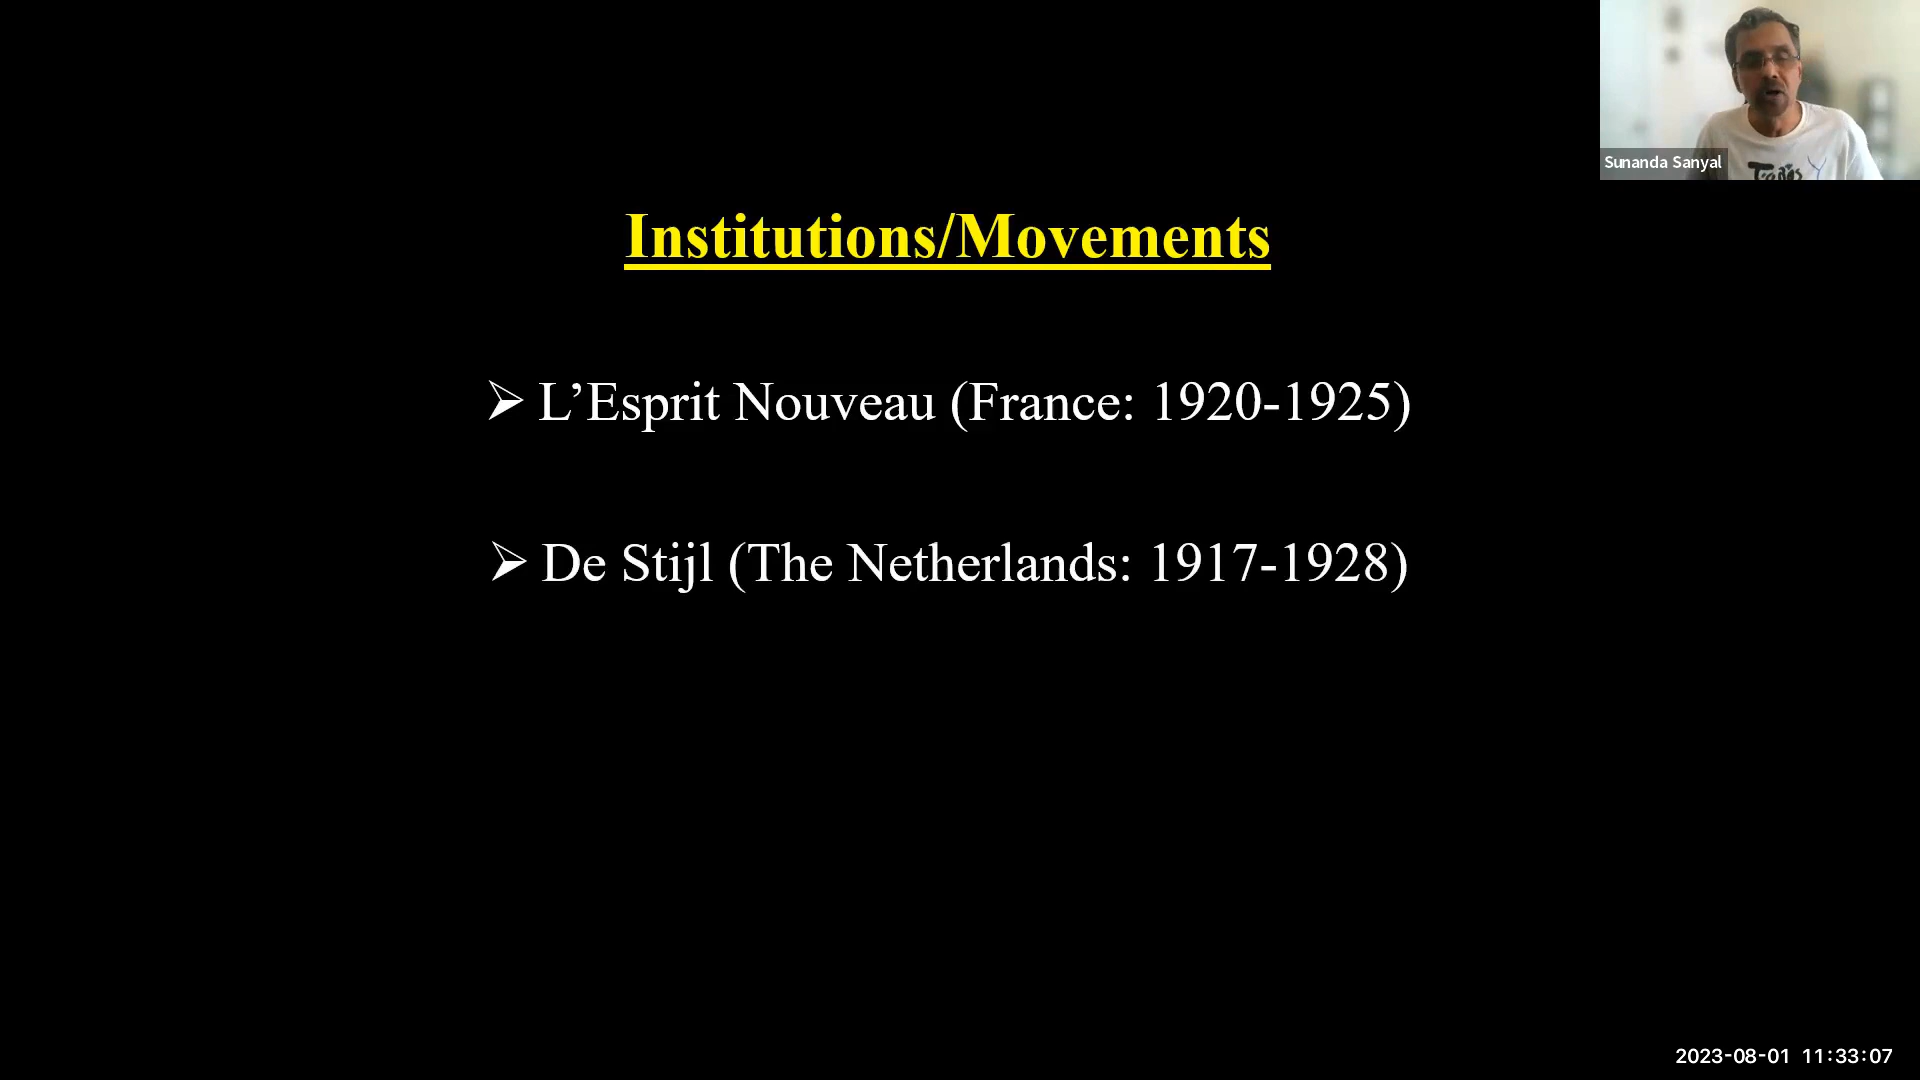 Sunanda Sanyal
Institutions/Movements
➢ L’Esprit Nouveau (France: 1920-1925)
➢ De Stijl (The Netherlands: 1917-1928)
2023-08-01 11:33:07